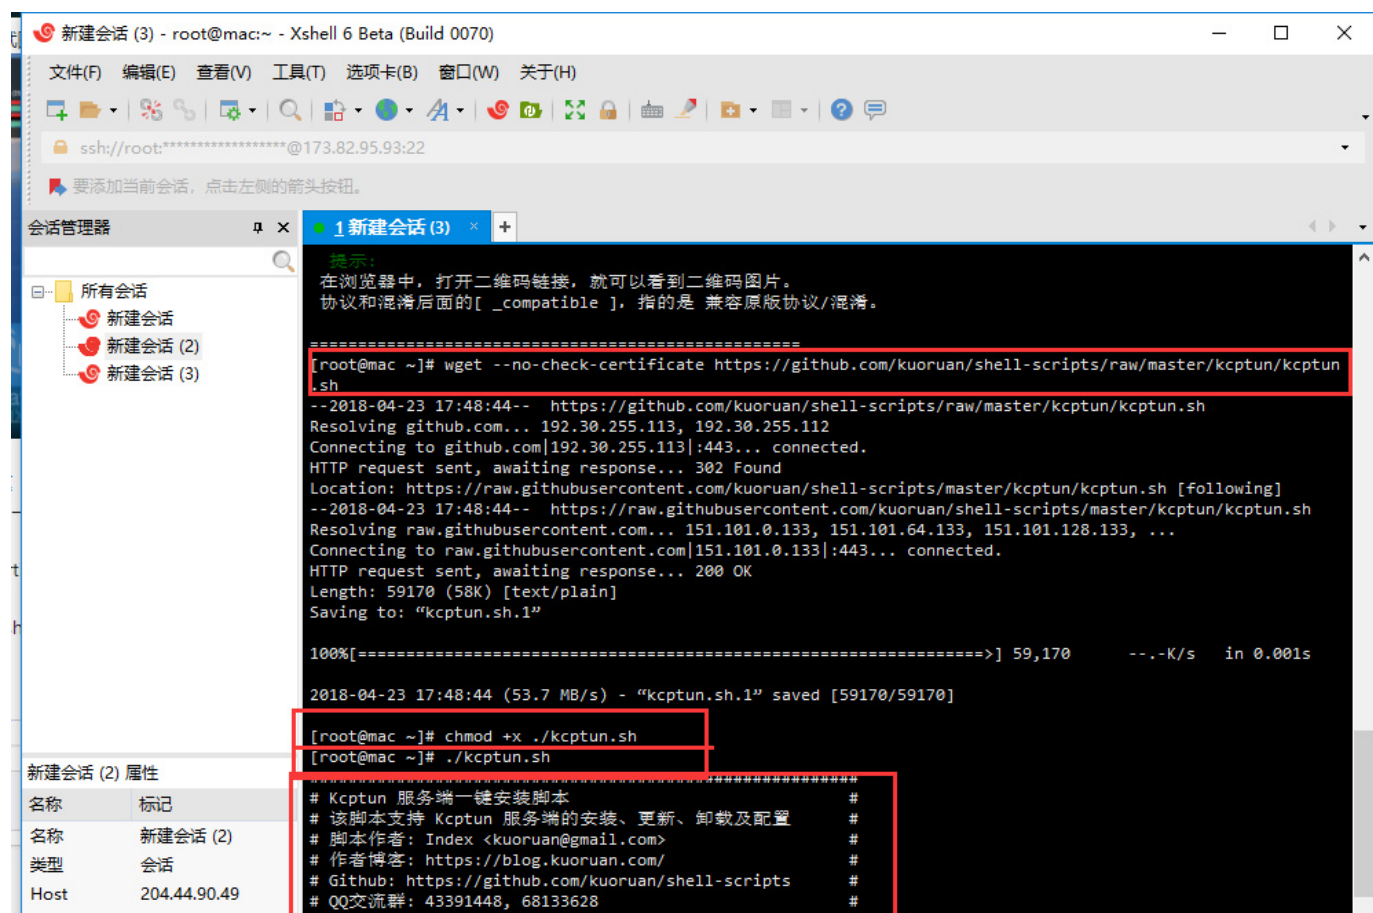 新建会话 (3) - root@mac:~ - Xshell 6 Beta (Build 0070)
文件(F) 编辑(E) 查看(V) 工具(T) 选项卡(B) 窗口(W) 关于(H)
ssh://root:******************@173.82.95.93:22
要添加当前会话，点击左侧的箭头按钮。
会话管理器
1 新建会话 (3)
所有会话
新建会话
新建会话 (2)
新建会话 (3)
提示:
在浏览器中，打开二维码链接，就可以看到二维码图片。
协议和混淆后面的[ _compatible ]，指的是 兼容原版协议/混淆。
===================================================
[root@mac ~]# wget --no-check-certificate https://github.com/kuoruan/shell-scripts/raw/master/kcptun/kcptun
.sh
--2018-04-23 17:48:44--  https://github.com/kuoruan/shell-scripts/raw/master/kcptun/kcptun.sh
Resolving github.com... 192.30.255.113, 192.30.255.112
Connecting to github.com|192.30.255.113|:443... connected.
HTTP request sent, awaiting response... 302 Found
Location: https://raw.githubusercontent.com/kuoruan/shell-scripts/master/kcptun/kcptun.sh [following]
--2018-04-23 17:48:44--  https://raw.githubusercontent.com/kuoruan/shell-scripts/master/kcptun/kcptun.sh
Resolving raw.githubusercontent.com... 151.101.0.133, 151.101.64.133, 151.101.128.133, ...
Connecting to raw.githubusercontent.com|151.101.0.133|:443... connected.
HTTP request sent, awaiting response... 200 OK
Length: 59170 (58K) [text/plain]
Saving to: “kcptun.sh.1”
100%[=================================================================>] 59,170      --.-K/s   in 0.001s
2018-04-23 17:48:44 (53.7 MB/s) - “kcptun.sh.1” saved [59170/59170]
[root@mac ~]# chmod +x ./kcptun.sh
[root@mac ~]# ./kcptun.sh
#########################################################
# Kcptun 服务端一键安装脚本 #
# 该脚本支持 Kcptun 服务端的安装、更新、卸载及配置 #
# 脚本作者: Index <kuoruan@gmail.com> #
# 作者博客: https://blog.kuoruan.com/ #
# Github: https://github.com/kuoruan/shell-scripts #
# QQ交流群: 43391448, 68133628 #
新建会话 (2) 属性
名称 标记
名称 新建会话 (2)
类型 会话
Host 204.44.90.49